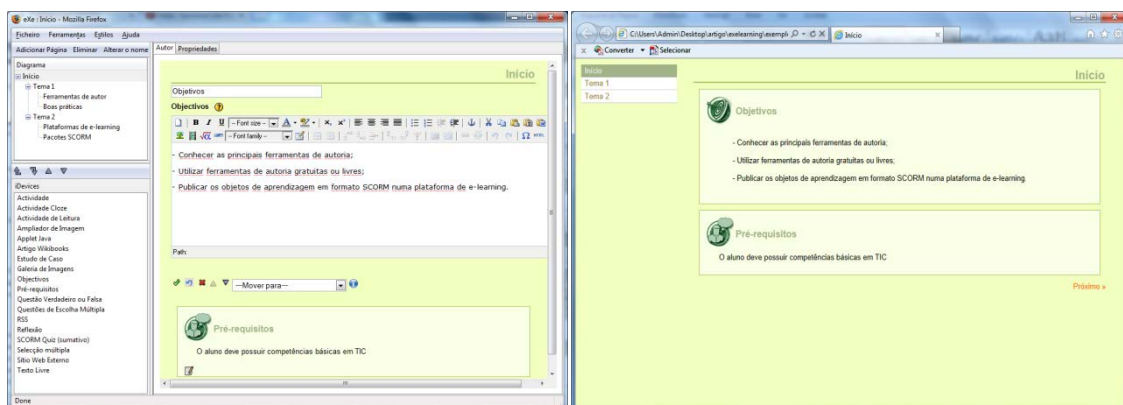 eXe : Início - Mozilla Firefox
Ficheiro Ferramentas Estilos Ajuda
Adicionar Página Eliminar Alterar o nome
Diagrama
Início
Tema 1
Ferramentas de autor
Boas práticas
Tema 2
Plataformas de e-learning
Pacotes SCORM
iDevices
Actividade
Actividade Cloze
Actividade de Leitura
Ampliador de Imagem
Applet Java
Artigo Wikibooks
Estudo de Caso
Galeria de Imagens
Objectivos
Pré-requisitos
Questão Verdadeiro ou Falsa
Questões de Escolha Múltipla
RSS
Reflexão
SCORM Quiz (sumativo)
Selecção múltipla
Sítio Web Externo
Texto Livre
Done
Autor Propriedades
Início
Objetivos
Objectivos
-- Font size --
-- Font family --
- Conhecer as principais ferramentas de autoria;
- Utilizar ferramentas de autoria gratuitas ou livres;
- Publicar os objetos de aprendizagem em formato SCORM numa plataforma de e-learning.
Path:
---Mover para---
Pré-requisitos
O aluno deve possuir competências básicas em TIC
C:\Users\Admin\Desktop\artigo\exelearning\exempl
Início
x Converter Selecionar
Início
Tema 1
Tema 2
Início
Objetivos
- Conhecer as principais ferramentas de autoria;
- Utilizar ferramentas de autoria gratuitas ou livres;
- Publicar os objetos de aprendizagem em formato SCORM numa plataforma de e-learning.
Pré-requisitos
O aluno deve possuir competências básicas em TIC
Próximo »